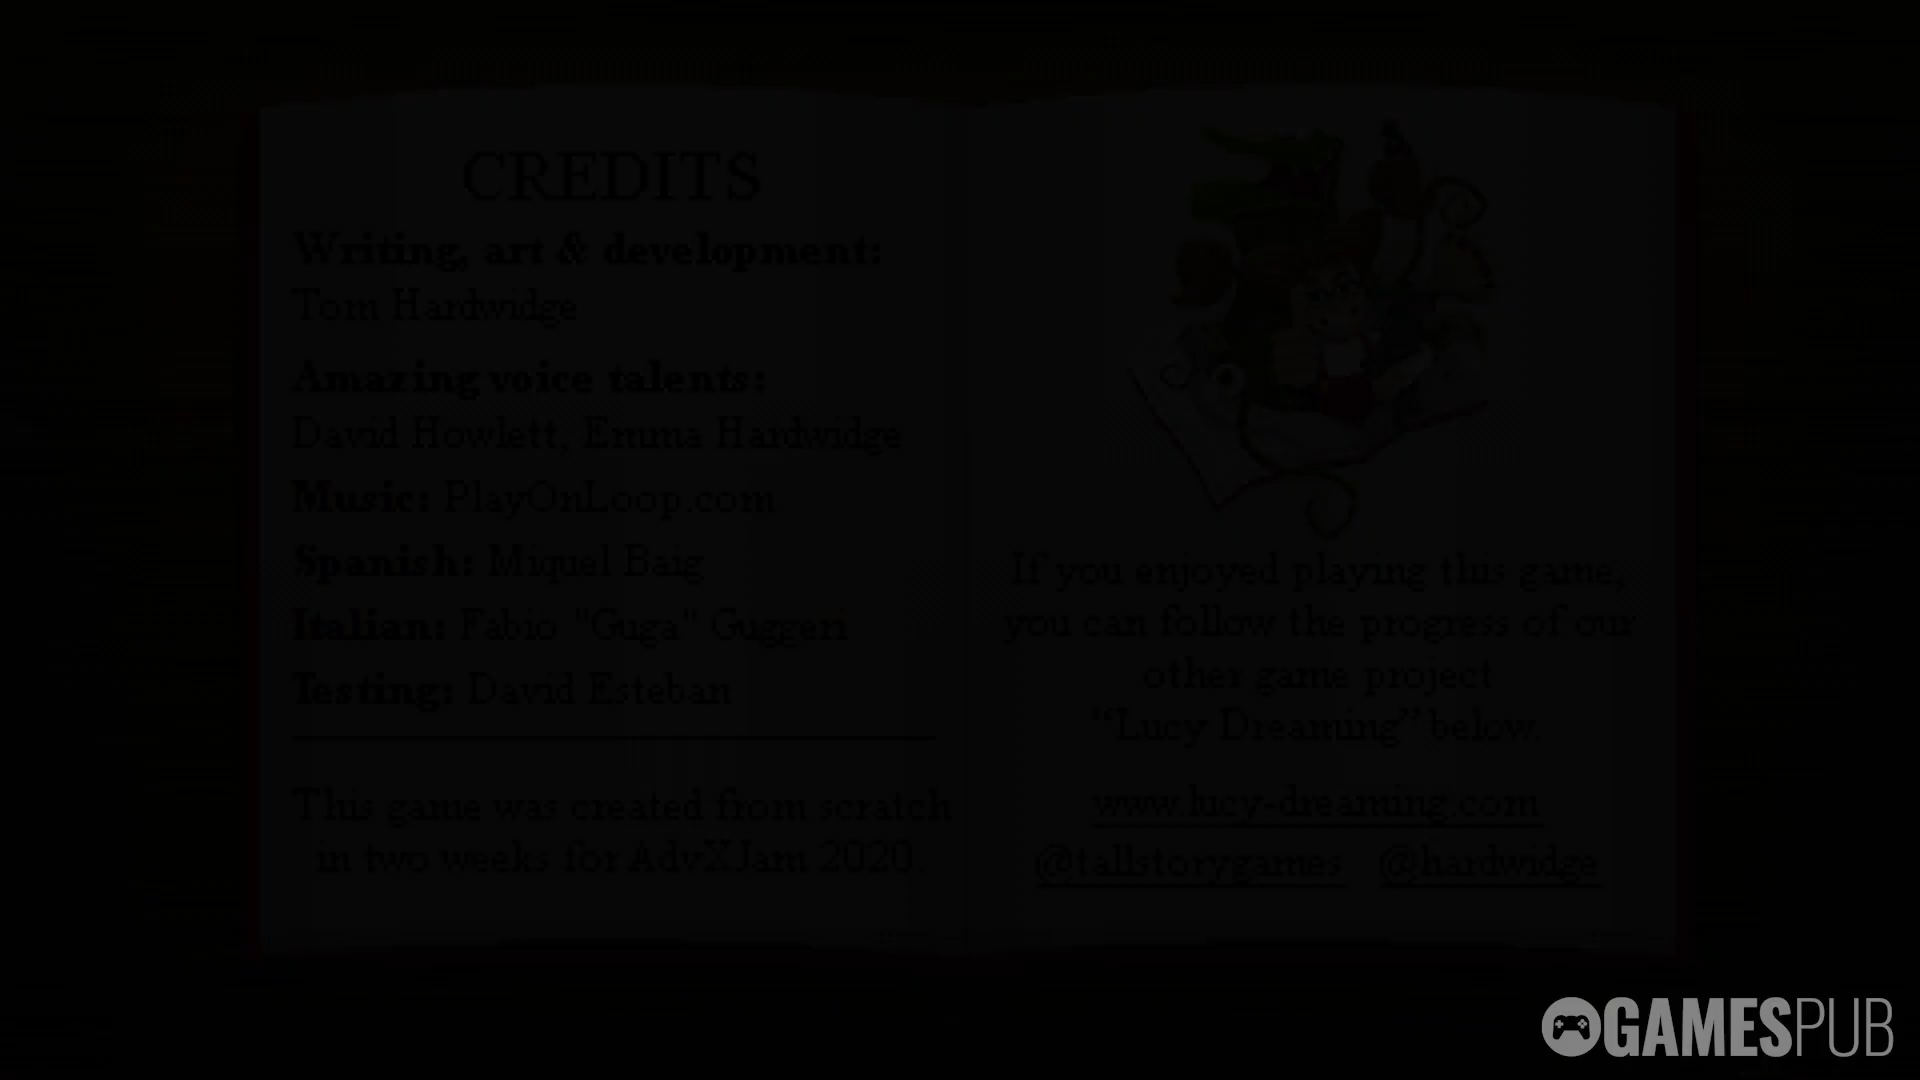 CREDITS
Writing, art & development:
Tom Hardwidge
Amazing voice talents:
David Howlett, Emma Hardwidge
Music: PlayOnLoop.com
Spanish: Miquel Baig
Italian: Fabio "Guga" Guggeri
Testing: David Esteban
This game was created from scratch
in two weeks for AdvXJam 2020.
If you enjoyed playing this game,
you can follow the progress of our
other game project
“Lucy Dreaming” below.
www.lucy-dreaming.com
@tallstorygames @hardwidge
GAMESPUB